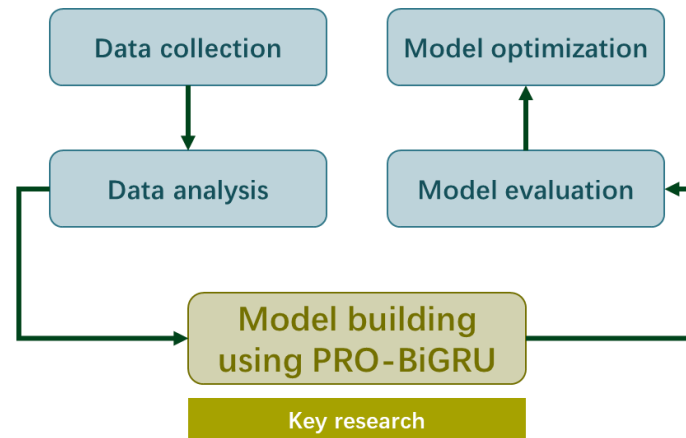 Data collection
Model optimization
Data analysis
Model evaluation
Model building
using PRO-BiGRU
Key research